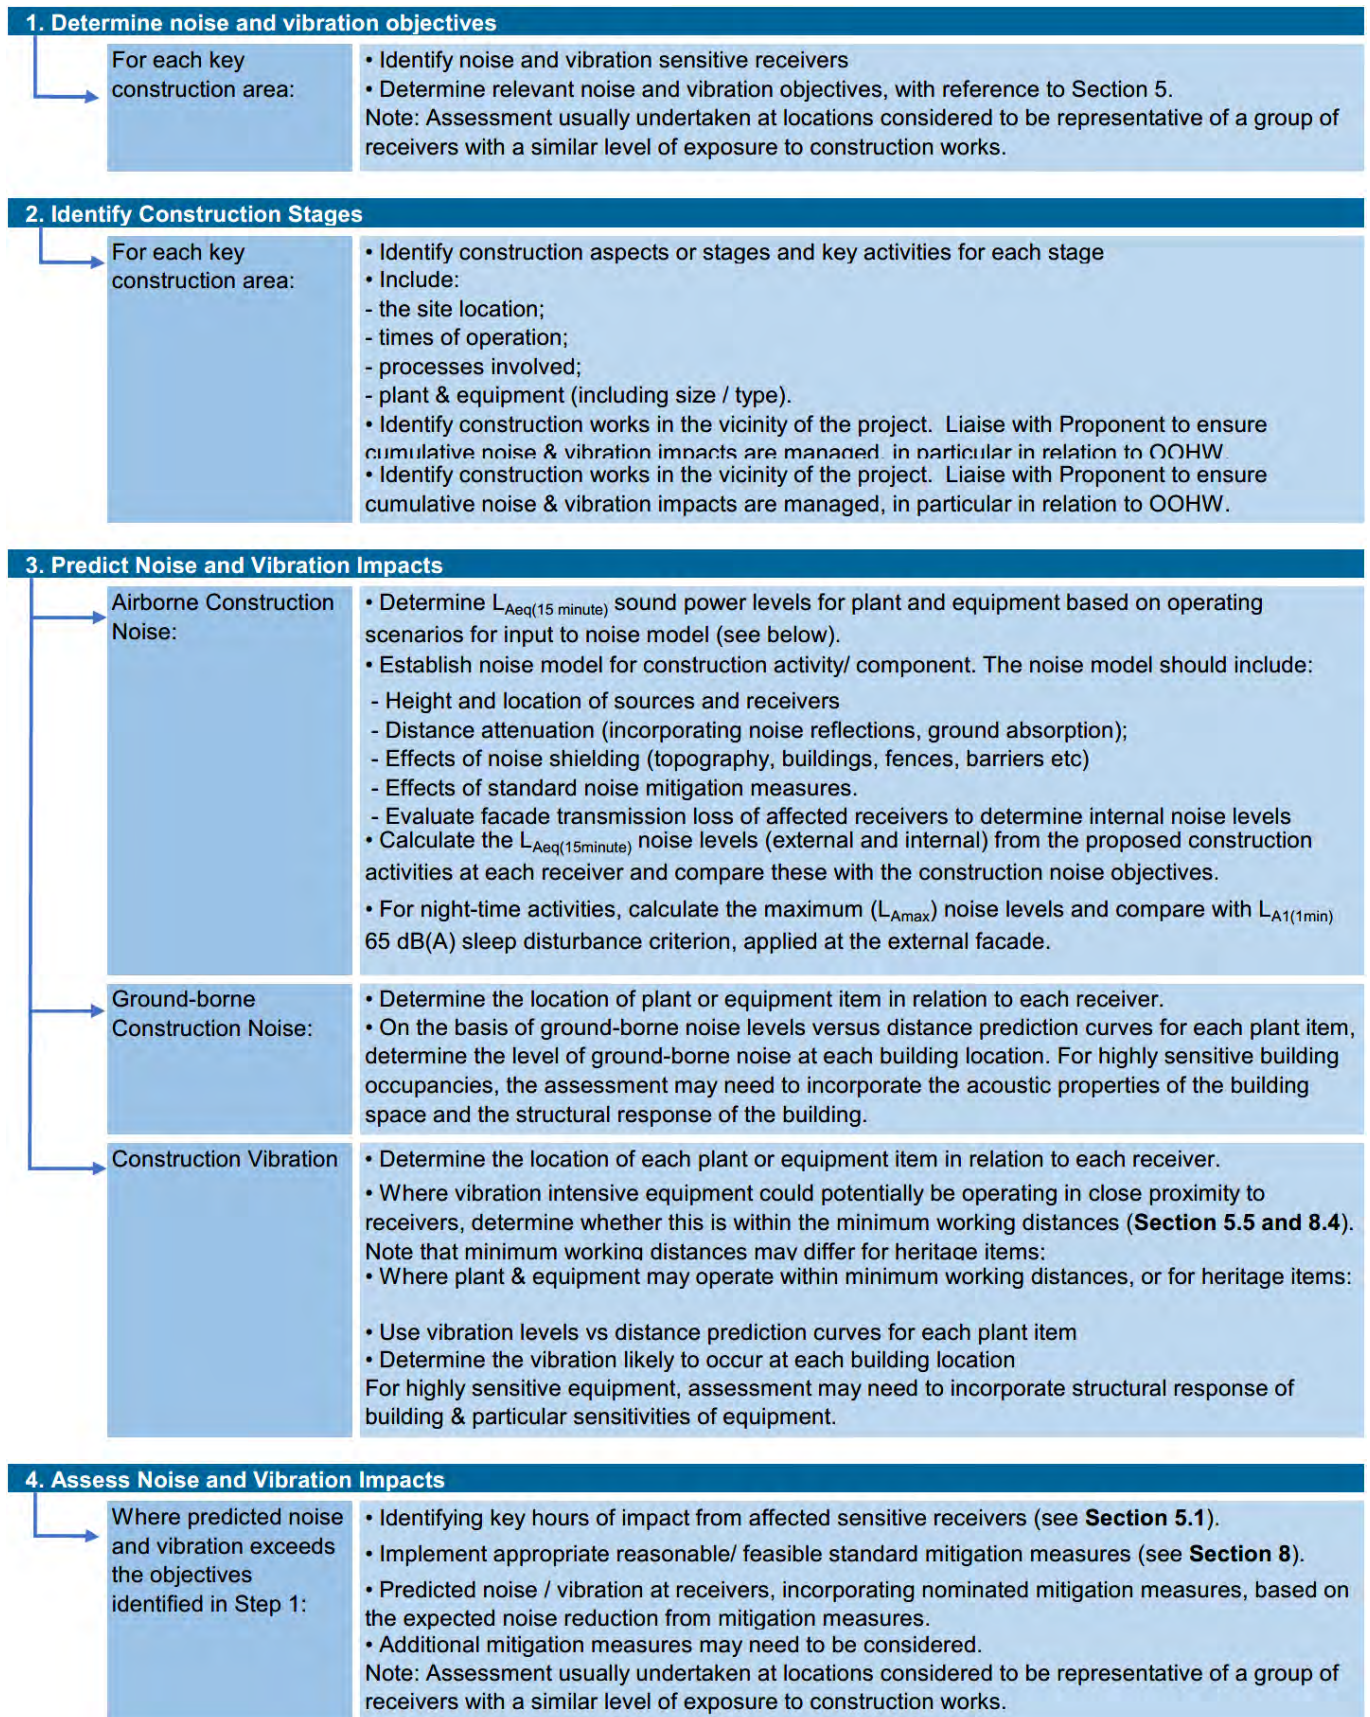 1. Determine noise and vibration objectives
For each key
construction area:
• Identify noise and vibration sensitive receivers
• Determine relevant noise and vibration objectives, with reference to Section 5.
Note: Assessment usually undertaken at locations considered to be representative of a group of
receivers with a similar level of exposure to construction works.
2. Identify Construction Stages
For each key
construction area:
• Identify construction aspects or stages and key activities for each stage
• Include:
- the site location;
- times of operation;
- processes involved;
- plant & equipment (including size / type).
• Identify construction works in the vicinity of the project.  Liaise with Proponent to ensure
cumulative noise & vibration impacts are managed, in particular in relation to OOHW.
• Identify construction works in the vicinity of the project.  Liaise with Proponent to ensure
cumulative noise & vibration impacts are managed, in particular in relation to OOHW.
3. Predict Noise and Vibration Impacts
Airborne Construction
Noise:
• Determine LAeq(15 minute) sound power levels for plant and equipment based on operating
scenarios for input to noise model (see below).
• Establish noise model for construction activity/ component. The noise model should include:
- Height and location of sources and receivers
- Distance attenuation (incorporating noise reflections, ground absorption);
- Effects of noise shielding (topography, buildings, fences, barriers etc)
- Effects of standard noise mitigation measures.
- Evaluate facade transmission loss of affected receivers to determine internal noise levels
• Calculate the LAeq(15minute) noise levels (external and internal) from the proposed construction
activities at each receiver and compare these with the construction noise objectives.
• For night-time activities, calculate the maximum (LAmax) noise levels and compare with LA1(1min)
65 dB(A) sleep disturbance criterion, applied at the external facade.
Ground-borne
Construction Noise:
• Determine the location of plant or equipment item in relation to each receiver.
• On the basis of ground-borne noise levels versus distance prediction curves for each plant item,
determine the level of ground-borne noise at each building location. For highly sensitive building
occupancies, the assessment may need to incorporate the acoustic properties of the building
space and the structural response of the building.
Construction Vibration
• Determine the location of each plant or equipment item in relation to each receiver.
• Where vibration intensive equipment could potentially be operating in close proximity to
receivers, determine whether this is within the minimum working distances (Section 5.5 and 8.4).
Note that minimum working distances may differ for heritage items:
• Where plant & equipment may operate within minimum working distances, or for heritage items:
• Use vibration levels vs distance prediction curves for each plant item
• Determine the vibration likely to occur at each building location
For highly sensitive equipment, assessment may need to incorporate structural response of
building & particular sensitivities of equipment.
4. Assess Noise and Vibration Impacts
Where predicted noise
and vibration exceeds
the objectives
identified in Step 1:
• Identifying key hours of impact from affected sensitive receivers (see Section 5.1).
• Implement appropriate reasonable/ feasible standard mitigation measures (see Section 8).
• Predicted noise / vibration at receivers, incorporating nominated mitigation measures, based on
the expected noise reduction from mitigation measures.
• Additional mitigation measures may need to be considered.
Note: Assessment usually undertaken at locations considered to be representative of a group of
receivers with a similar level of exposure to construction works.